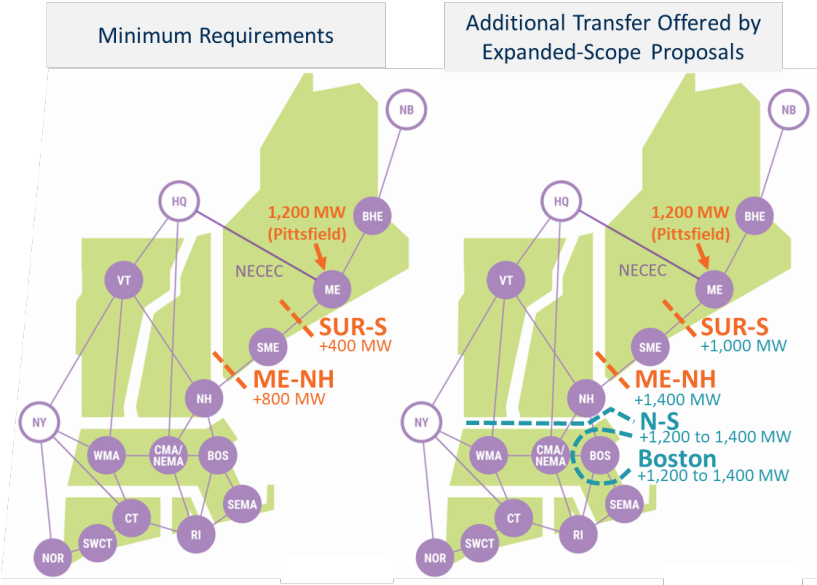 Minimum Requirements
NB
HQ
1,200 MW
(Pittsfield)
BHE
VT
NECEC
ME
SUR-S
+400 MW
SME
ME-NH
+800 MW
NH
NY
WMA
CMA/
NEMA
BOS
SEMA
CT
RI
SWCT
NOR
Additional Transfer Offered by
Expanded-Scope Proposals
NB
HQ
1,200 MW
(Pittsfield)
BHE
VT
NECEC
ME
SUR-S
+1,000 MW
SME
ME-NH
+1,400 MW
NH
N-S
+1,200 to 1,400 MW
NY
WMA
CMA/
NEMA
BOS
Boston
+1,200 to 1,400 MW
SEMA
CT
RI
SWCT
NOR